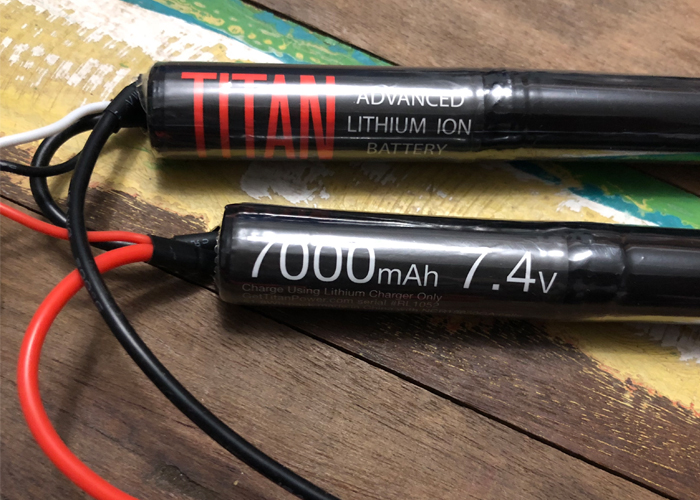 TITAN
ADVANCED
LITHIUM ION
BATTERY
7000mAh 7.4v
Charge Using Lithium Charger Only